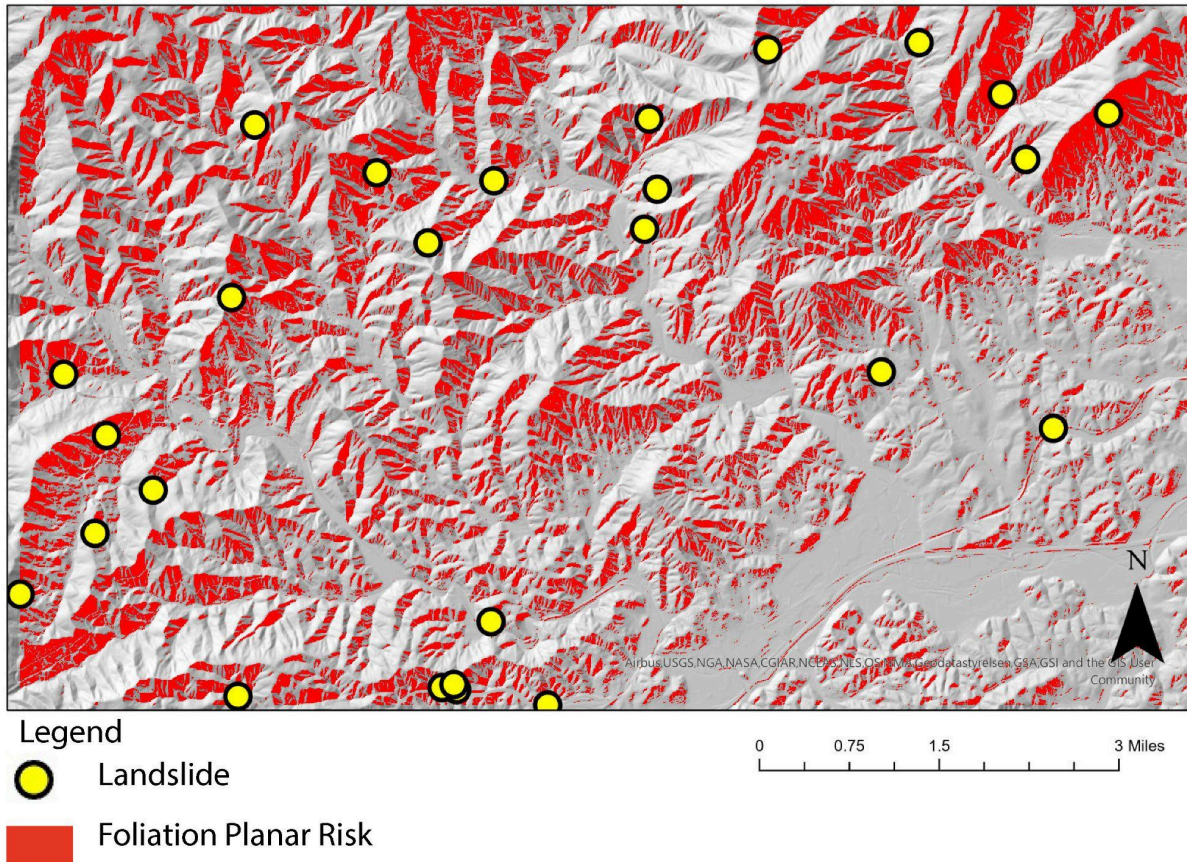 N
Airbus,USGS,NGA,NASA,CGIAR,NCEAS,NLS,OS,NMA,Geodatastyrelsen,GSA,GSI and the GIS User
Community
Legend
Landslide
Foliation Planar Risk
0 0.75 1.5 3 Miles